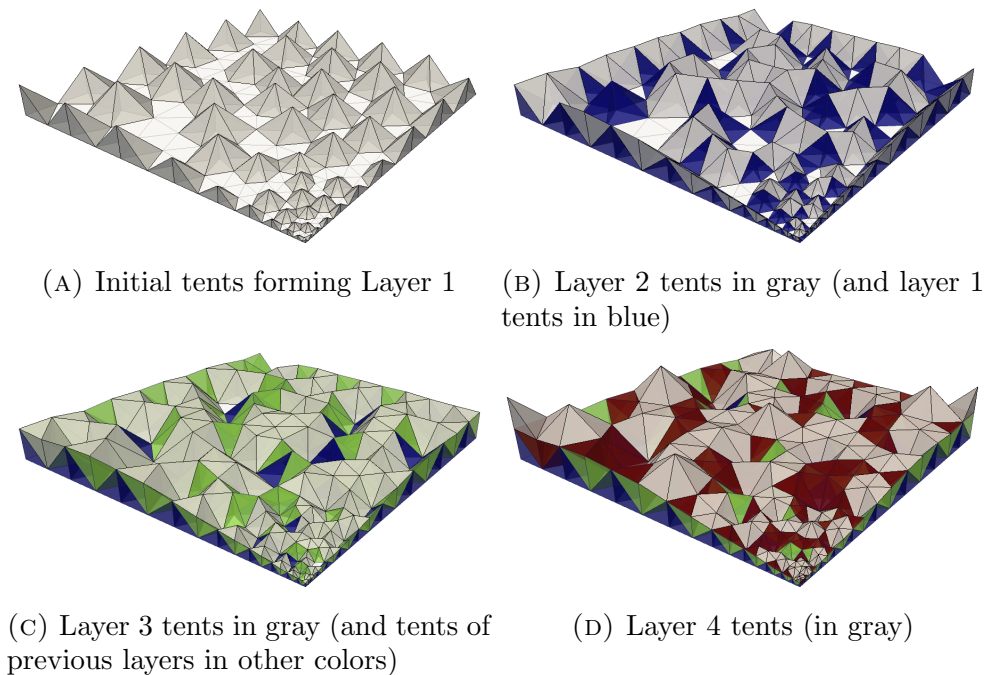 (A) Initial tents forming Layer 1
(B) Layer 2 tents in gray (and layer 1
tents in blue)
(C) Layer 3 tents in gray (and tents of
previous layers in other colors)
(D) Layer 4 tents (in gray)